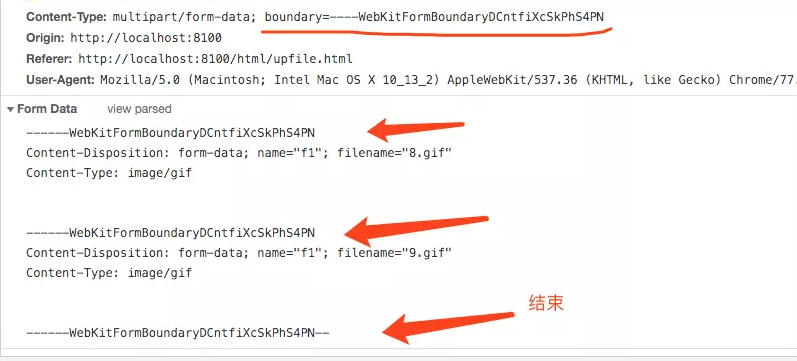 Content-Type: multipart/form-data; boundary=----WebKitFormBoundaryDCntfiXcSkPhS4PN
Origin: http://localhost:8100
Referer: http://localhost:8100/html/upfile.html
User-Agent: Mozilla/5.0 (Macintosh; Intel Mac OS X 10_13_2) AppleWebKit/537.36 (KHTML, like Gecko) Chrome/77.
Form Data view parsed
------WebKitFormBoundaryDCntfiXcSkPhS4PN
Content-Disposition: form-data; name="f1"; filename="8.gif"
Content-Type: image/gif
------WebKitFormBoundaryDCntfiXcSkPhS4PN
Content-Disposition: form-data; name="f1"; filename="9.gif"
Content-Type: image/gif
结束
------WebKitFormBoundaryDCntfiXcSkPhS4PN--